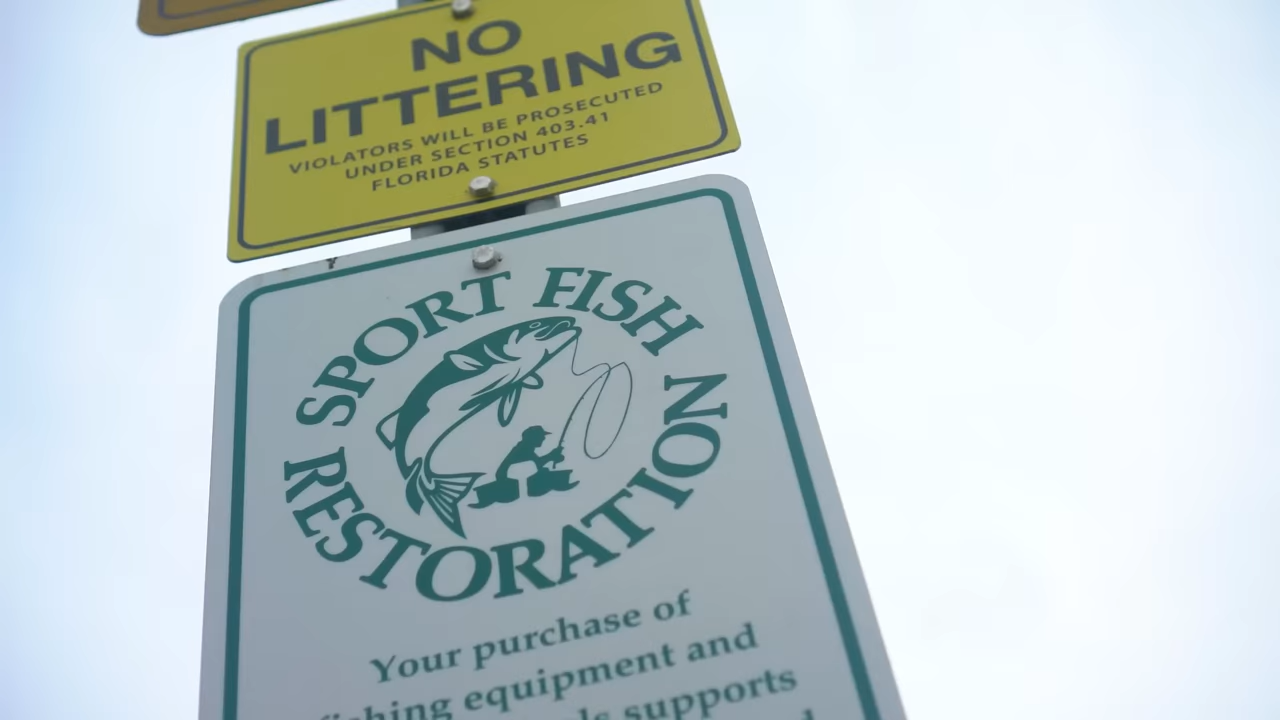 NO
LITTERING
VIOLATORS WILL BE PROSECUTED
UNDER SECTION 403.41
FLORIDA STATUTES
SPORT FISH
RESTORATION
Your purchase of
equipment and
supports